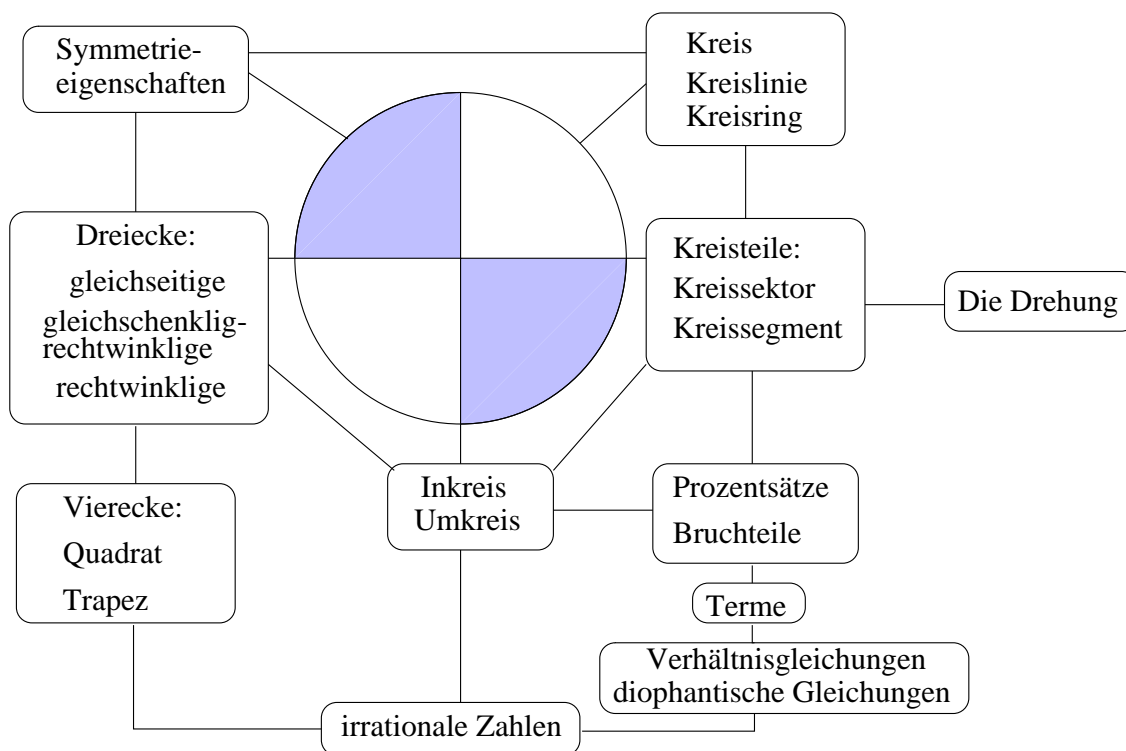 Symmetrie-
eigenschaften
Kreis
Kreislinie
Kreisring
Dreiecke:
gleichseitige
gleichschenklig-
rechtwinklige
rechtwinklige
Kreisteile:
Kreissektor
Kreissegment
Die Drehung
Vierecke:
Quadrat
Trapez
Inkreis
Umkreis
Prozentsätze
Bruchteile
Terme
Verhältnisgleichungen
diophantische Gleichungen
irrationale Zahlen